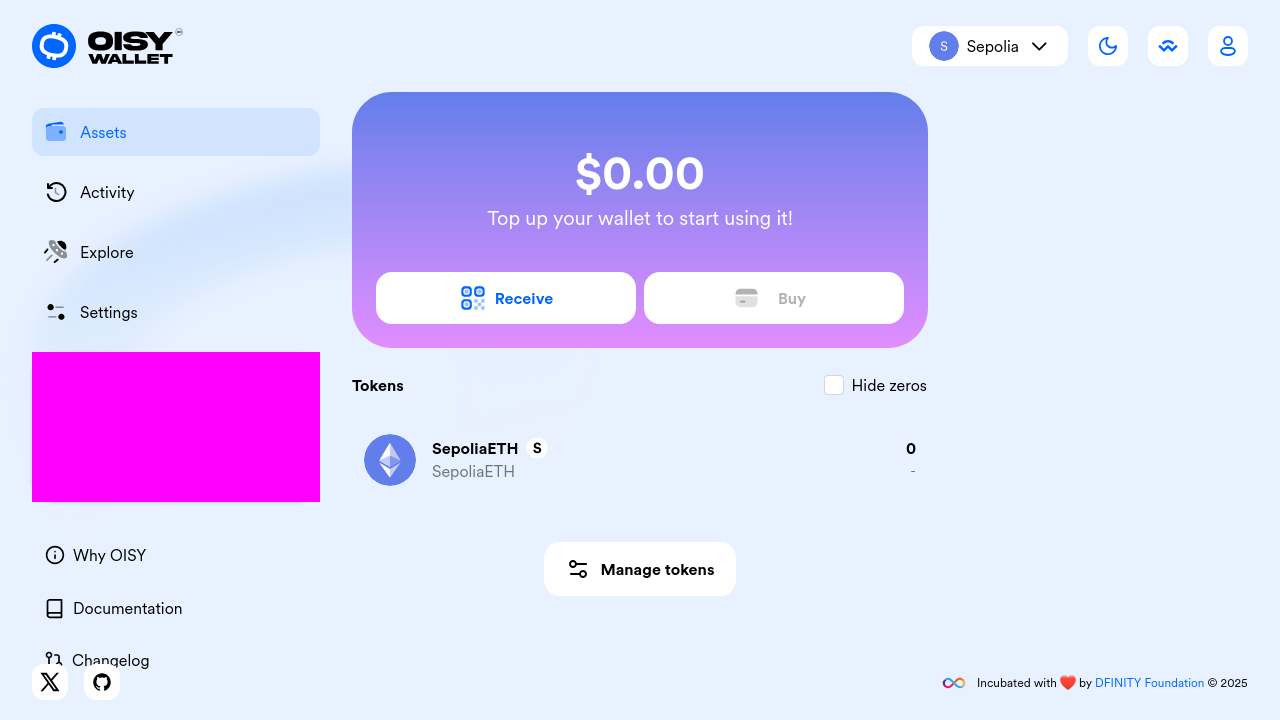 OISY
WALLET
S Sepolia
Assets
Activity
Explore
Settings
$0.00
Top up your wallet to start using it!
Receive
Buy
Tokens
Hide zeros
SepoliaETH S
0
SepoliaETH
-
Manage tokens
Why OISY
Documentation
Changelog
Incubated with ❤️ by DFINITY Foundation © 2025